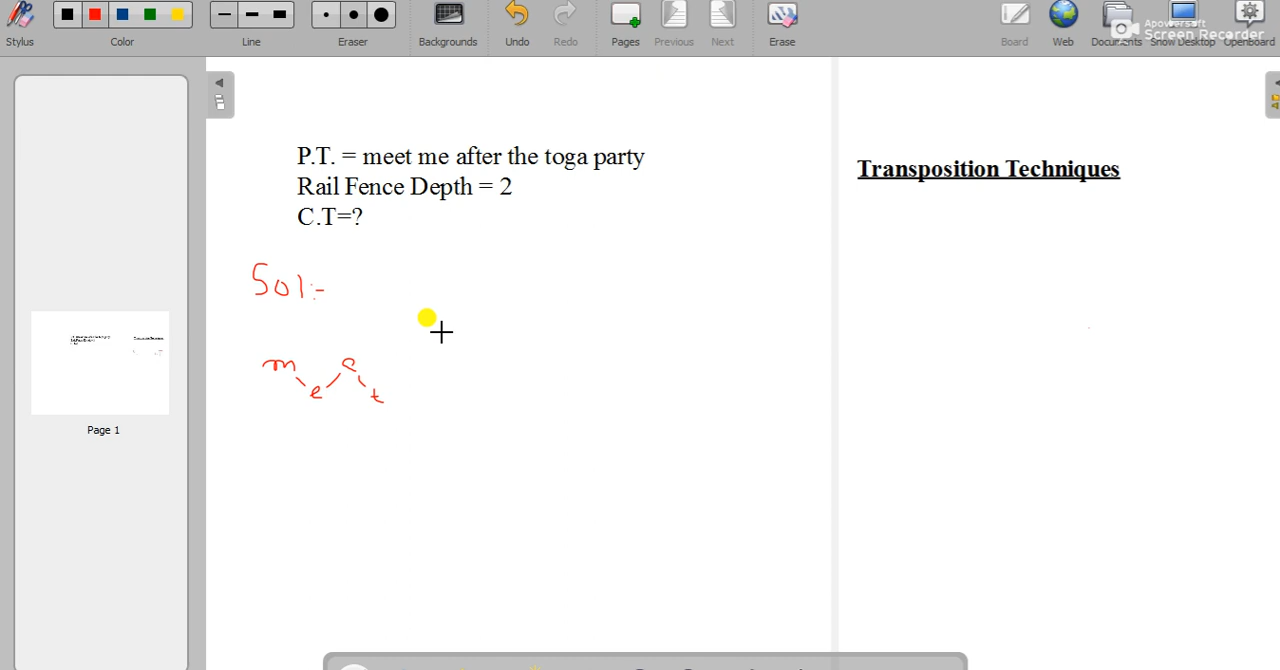 Stylus
Color
Line
Eraser
Backgrounds
Undo
Redo
Pages
Previous
Next
Erase
Board
Web
Documents
Show Desktop
OpenBoard
Apowersoft
Screen Recorder
P.T. = meet me after the toga party
Rail Fence Depth = 2
C.T=?
Transposition Techniques
Sol:-
m e
e t
Page 1